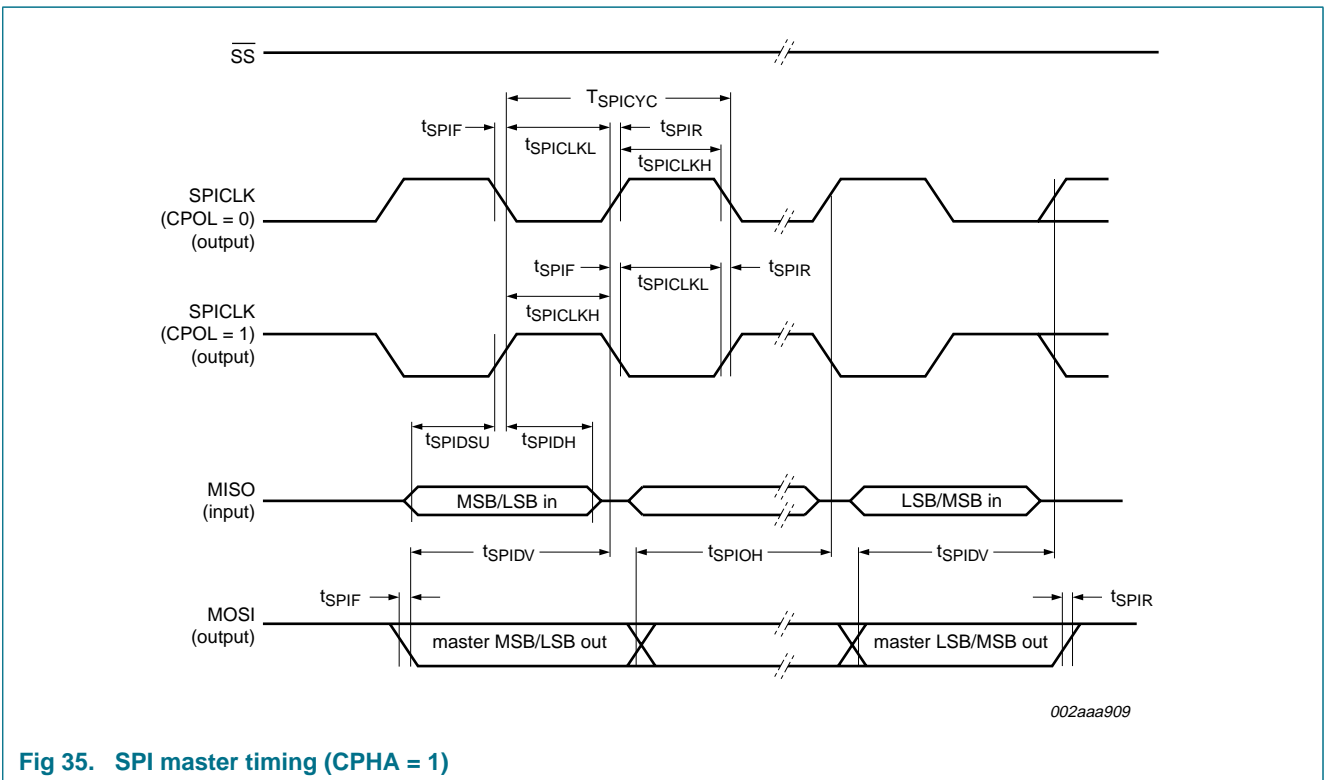 SS
TSPICYC
tSPIF
tSPICLKL
tSPIR
tSPICLKH
SPICLK
(CPOL = 0)
(output)
tSPIF
tSPICLKL
tSPIR
tSPICLKH
SPICLK
(CPOL = 1)
(output)
tSPIDSU
tSPIDH
MISO
(input)
MSB/LSB in
LSB/MSB in
tSPIDV
tSPIOH
tSPIDV
tSPIF
tSPIR
MOSI
(output)
master MSB/LSB out
master LSB/MSB out
002aaa909
Fig 35. SPI master timing (CPHA = 1)